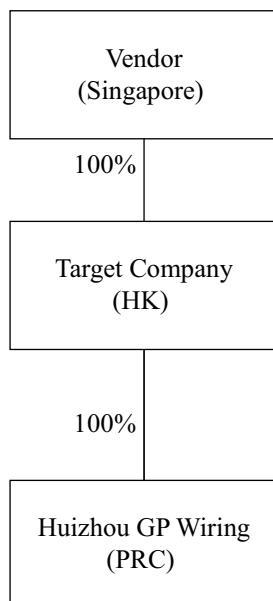 Vendor
(Singapore)
100%
Target Company
(HK)
100%
Huizhou GP Wiring
(PRC)